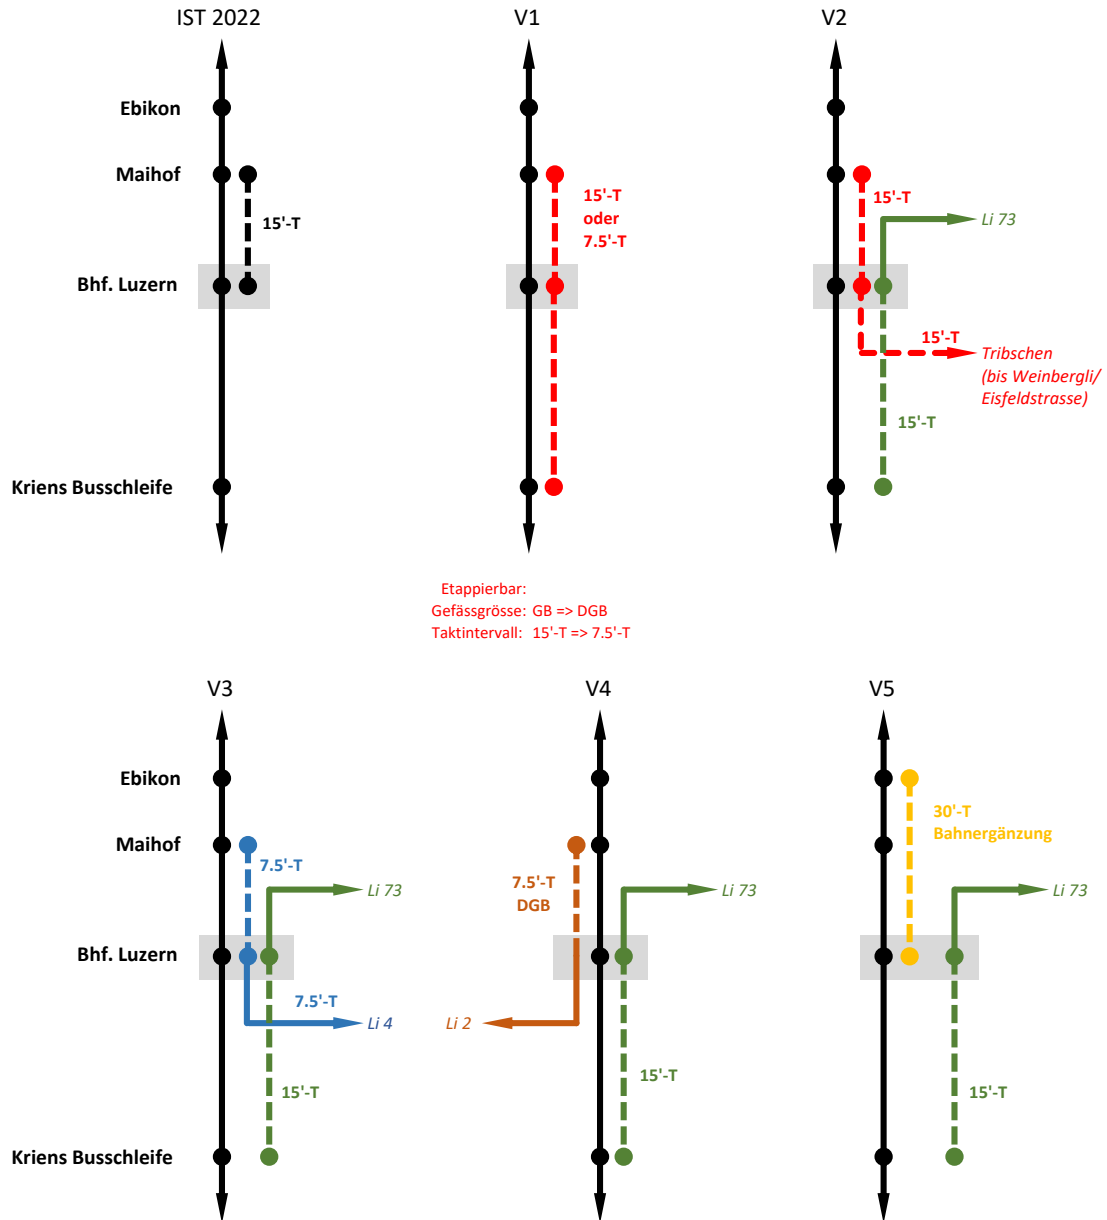 IST 2022
V1
V2
Ebikon
Maihof
15'-T
15'-T
oder
7.5'-T
15'-T
Li 73
Bhf. Luzern
15'-T
Tribschen
(bis Weinbergli/
Eisfeldstrasse)
15'-T
Kriens Busschleife
Etappierbar:
Gefässgrösse: GB => DGB
Taktintervall: 15'-T => 7.5'-T
V3
V4
V5
Ebikon
30'-T
Bahnergänzung
Maihof
7.5'-T
Li 73
7.5'-T
DGB
Li 73
Li 73
Bhf. Luzern
7.5'-T
Li 4
Li 2
15'-T
15'-T
15'-T
Kriens Busschleife